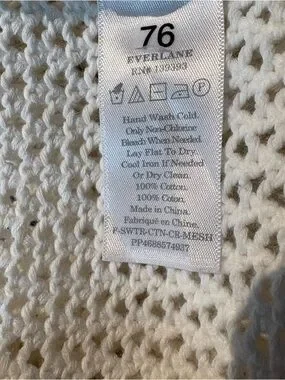 76
EVERLANE
RN# 139393
Hand Wash Cold.
Only Non-Chlorine
Bleach When Needed.
Lay Flat To Dry.
Cool Iron If Needed
Or Dry Clean.
100% Cotton.
100% Coton.
Made in China.
Fabriqué en Chine.
F-SWTR-CTN-CR-MESH
PP4688574937